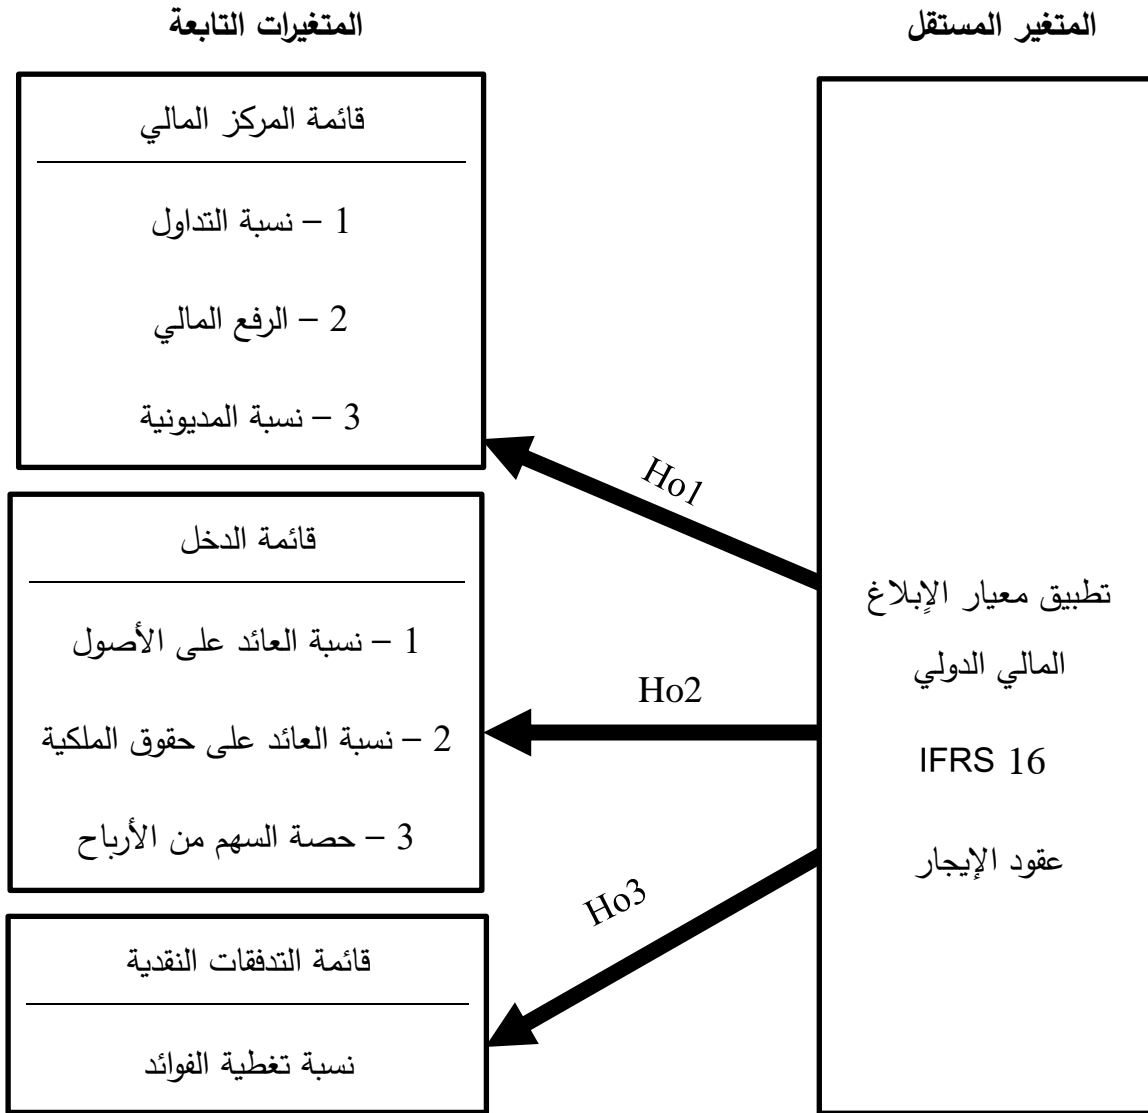 المتغير المستقل
المتغيرات التابعة
تطبيق معيار الإبلاغ
المالي الدولي
IFRS 16
عقود الإيجار
Ho1
Ho2
Ho3
قائمة المركز المالي
1 – نسبة التداول
2 – الرفع المالي
3 – نسبة المديونية
قائمة الدخل
1 – نسبة العائد على الأصول
2 – نسبة العائد على حقوق الملكية
3 – حصة السهم من الأرباح
قائمة التدفقات النقدية
نسبة تغطية الفوائد